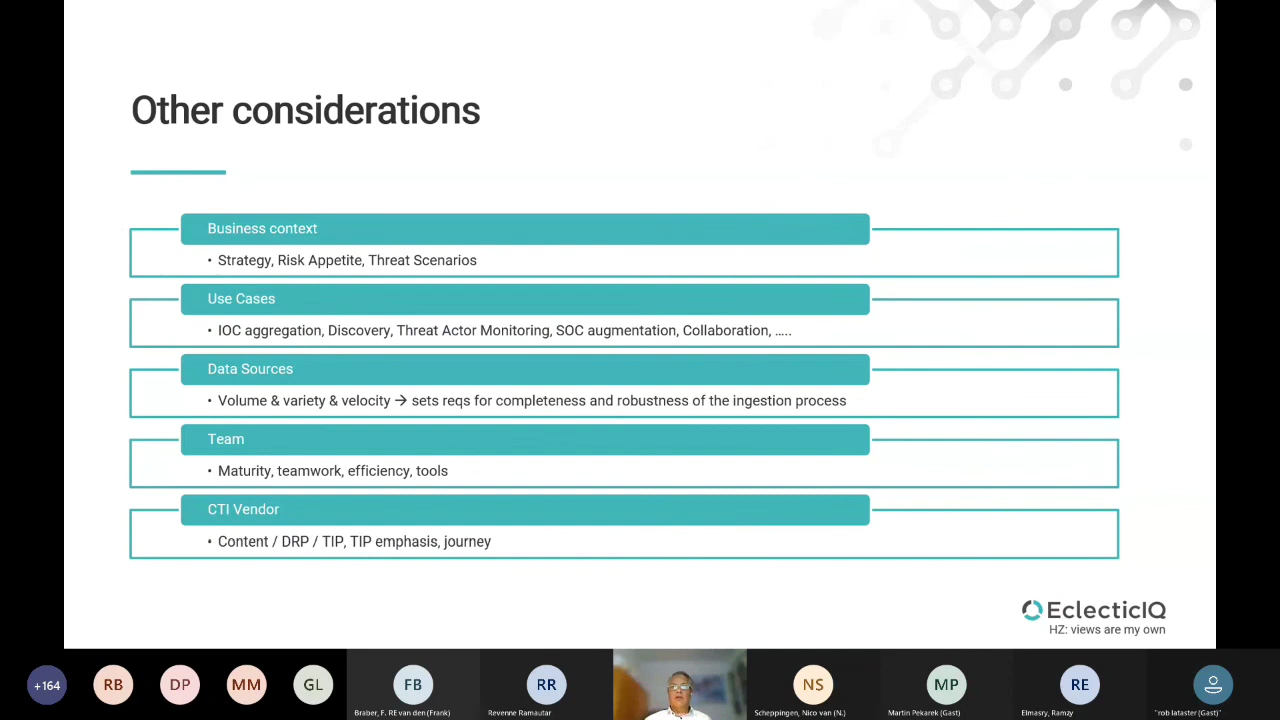 Other considerations
Business context
• Strategy, Risk Appetite, Threat Scenarios
Use Cases
• IOC aggregation, Discovery, Threat Actor Monitoring, SOC augmentation, Collaboration, .....
Data Sources
• Volume & variety & velocity → sets reqs for completeness and robustness of the ingestion process
Team
• Maturity, teamwork, efficiency, tools
CTI Vendor
• Content / DRP / TIP, TIP emphasis, journey
EclecticIQ
HZ: views are my own
+164
RB
DP
MM
GL
FB
Braber, F. RE van den (Frank)
RR
Revenne Ramautar
NS
Scheppingen, Nico van (N.)
MP
Martin Pekarek (Gast)
RE
Elmasry, Ramzy
"rob lataster (Gast)"